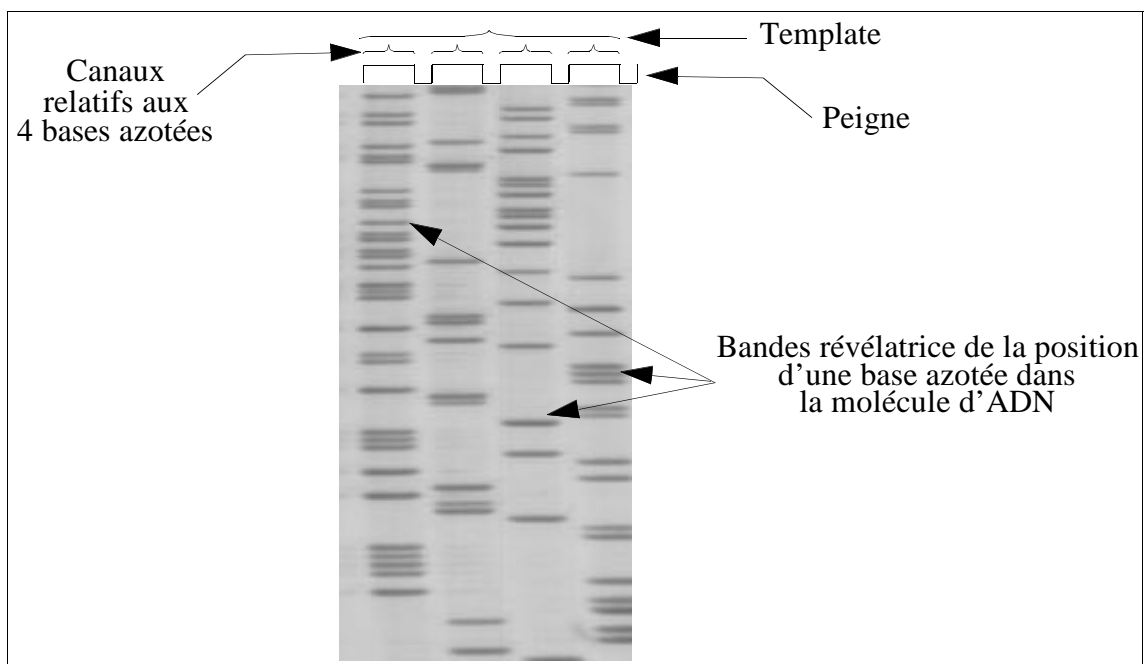 Template
Canaux
relatifs aux
4 bases azotées
Peigne
Bandes révélatrice de la position
d’une base azotée dans
la molécule d’ADN